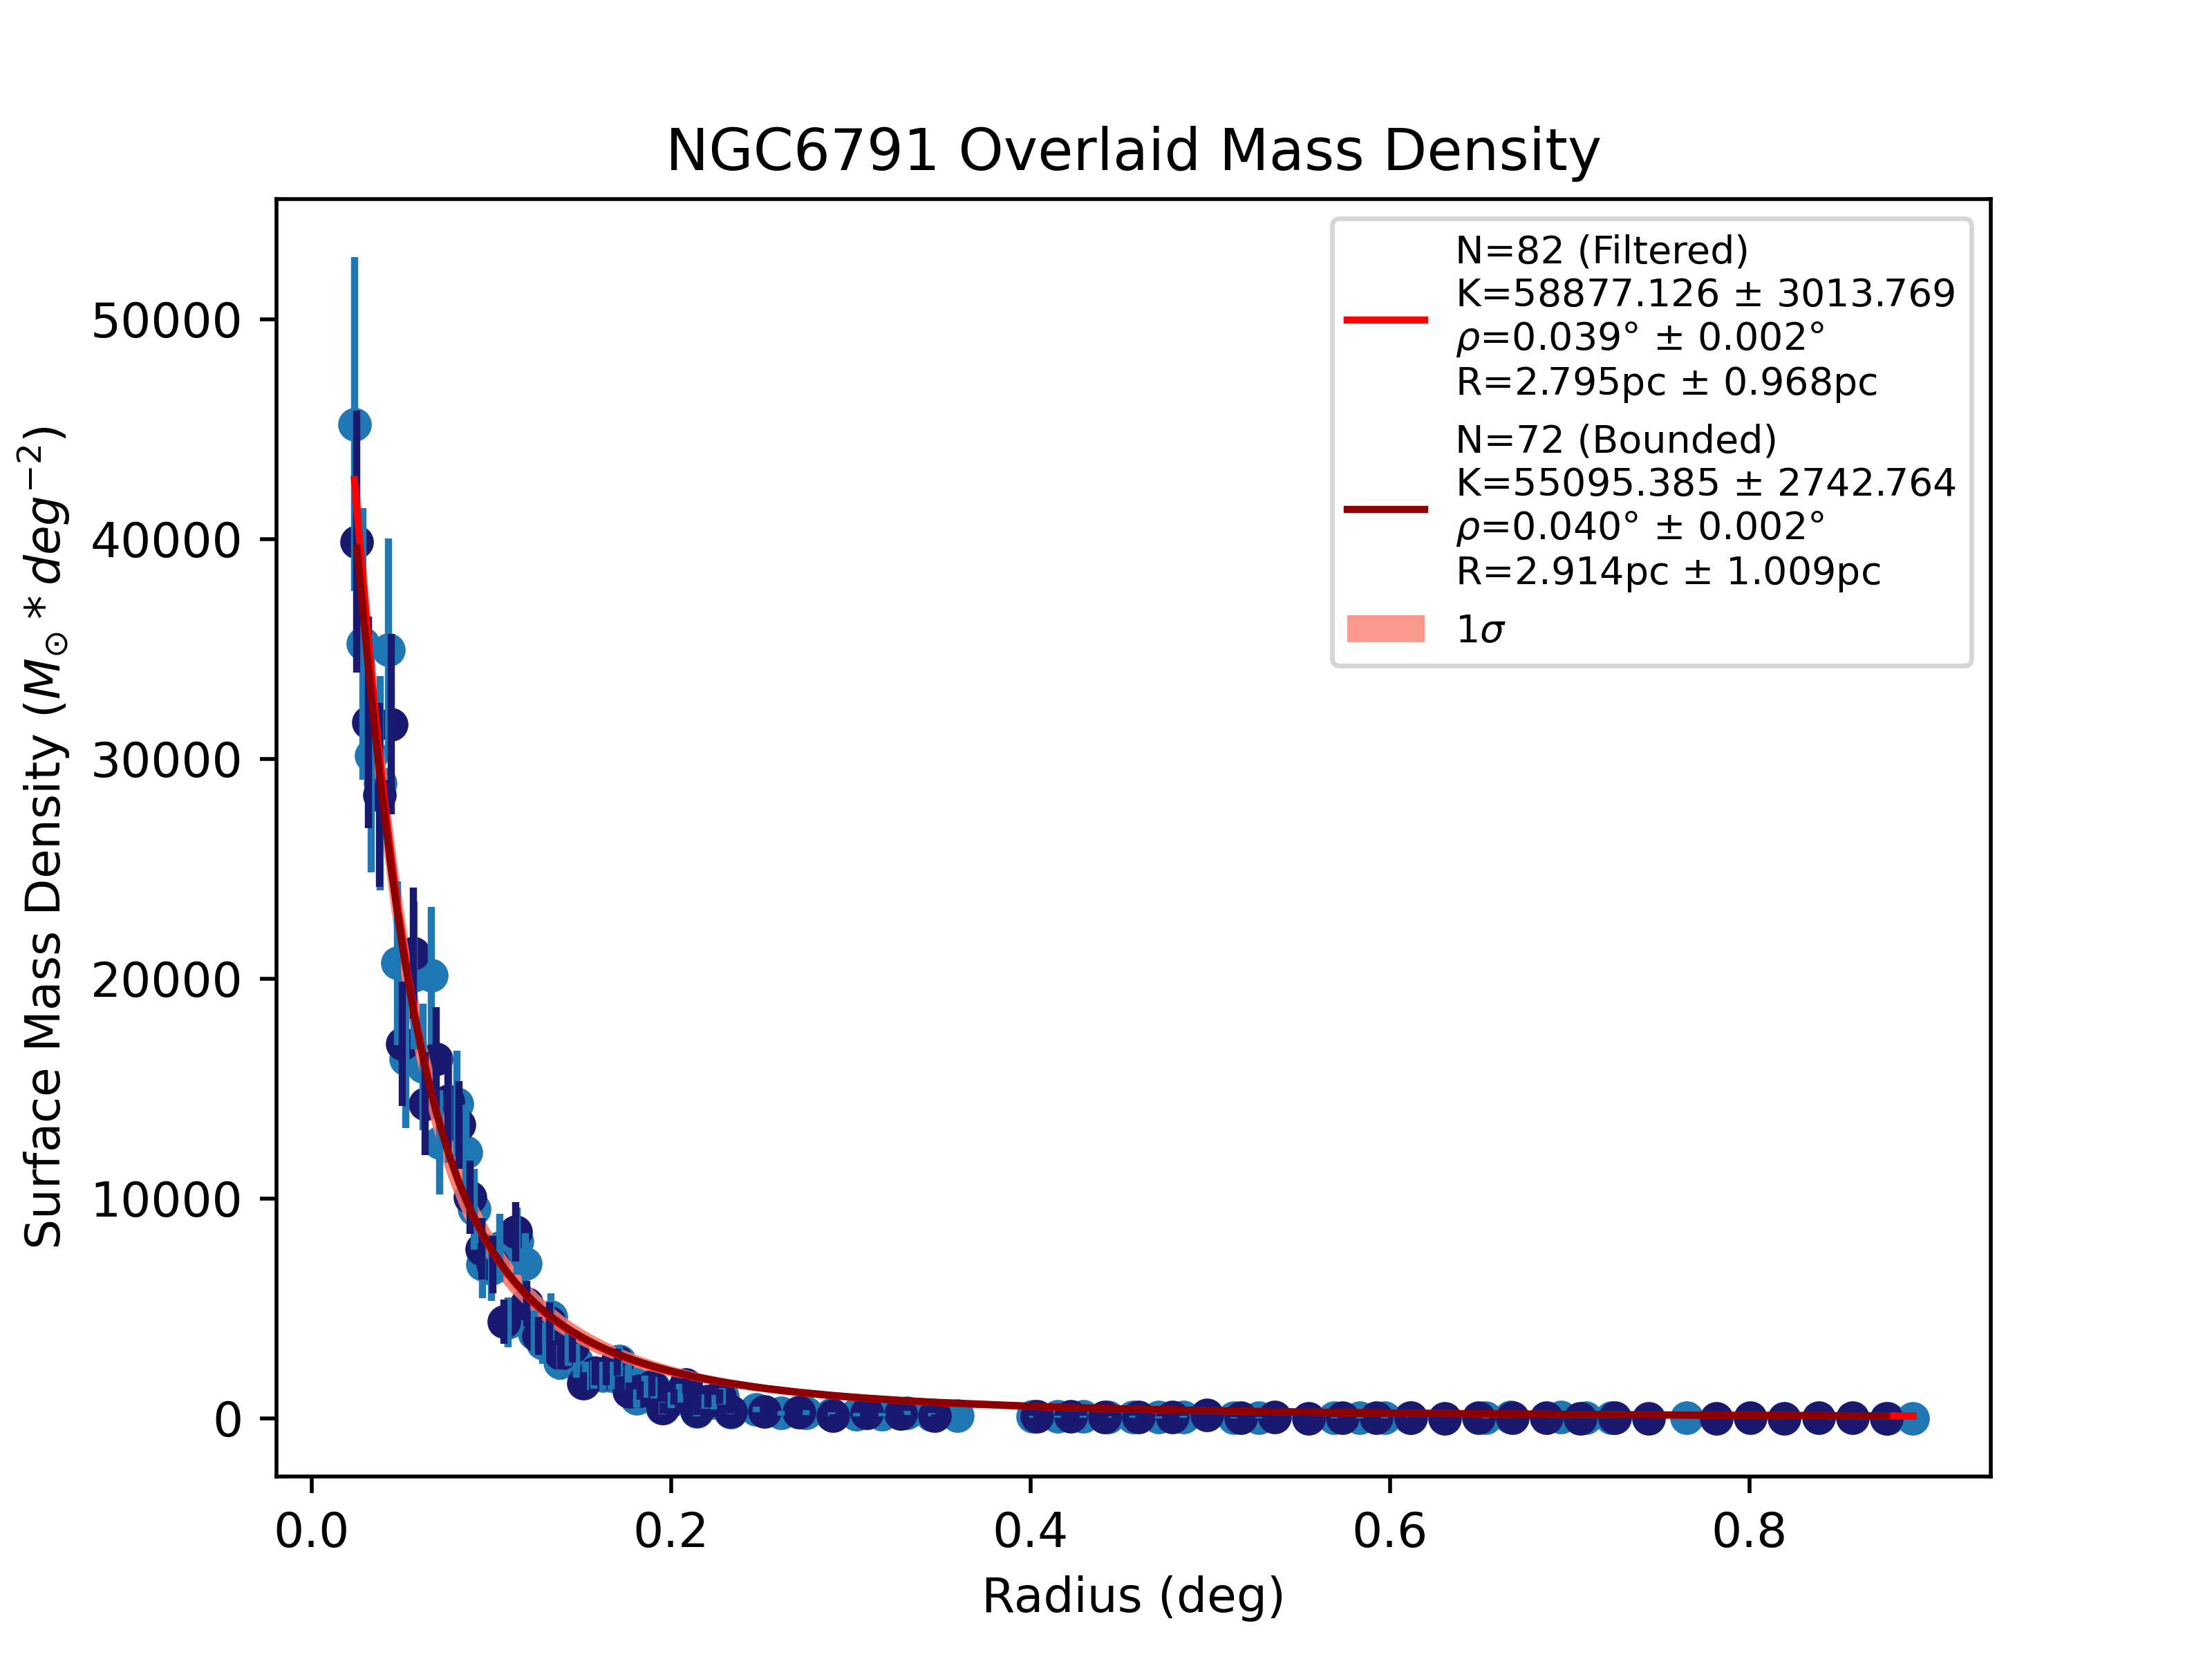 NGC6791 Overlaid Mass Density
Surface Mass Density (M⊙ * deg⁻²)
50000
40000
30000
20000
10000
0
N=82 (Filtered)
K=58877.126 ± 3013.769
ρ=0.039° ± 0.002°
R=2.795pc ± 0.968pc
N=72 (Bounded)
K=55095.385 ± 2742.764
ρ=0.040° ± 0.002°
R=2.914pc ± 1.009pc
1σ
0.0 0.2 0.4 0.6 0.8
Radius (deg)